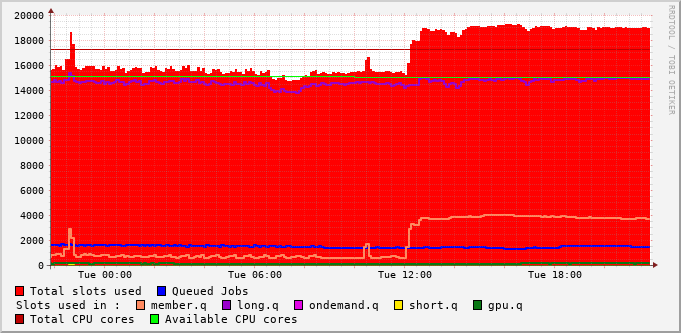 20000
18000
16000
14000
12000
10000
8000
6000
4000
2000
0
Tue 00:00 Tue 06:00 Tue 12:00 Tue 18:00
RRDTOOL / TOBI OETIKER
Total slots used Queued Jobs
Slots used in : member.q long.q ondemand.q short.q gpu.q
Total CPU cores Available CPU cores